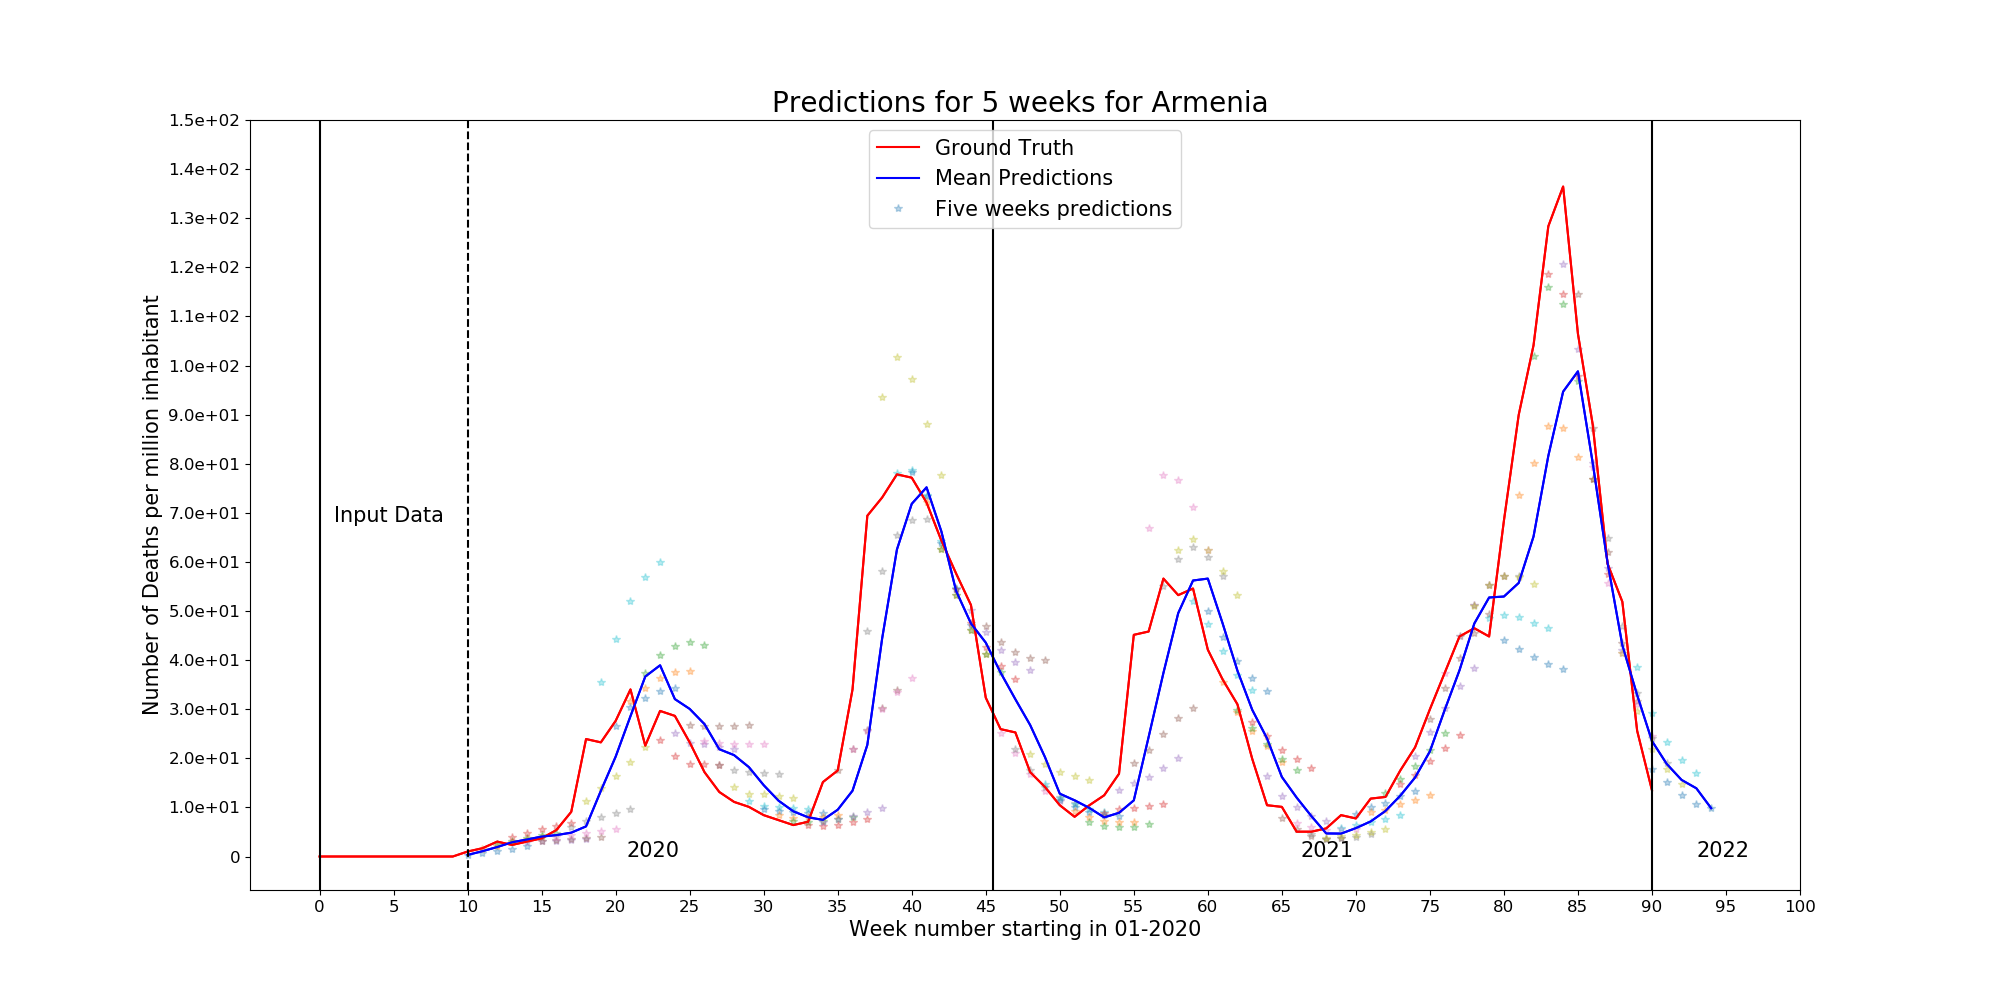 Predictions for 5 weeks for Armenia
1.5e+02
1.4e+02
1.3e+02
1.2e+02
1.1e+02
1.0e+02
9.0e+01
8.0e+01
7.0e+01
6.0e+01
5.0e+01
4.0e+01
3.0e+01
2.0e+01
1.0e+01
0
Number of Deaths per million inhabitant
Ground Truth
Mean Predictions
Five weeks predictions
Input Data
2020
2021
2022
0 5 10 15 20 25 30 35 40 45 50 55 60 65 70 75 80 85 90 95 100
Week number starting in 01-2020